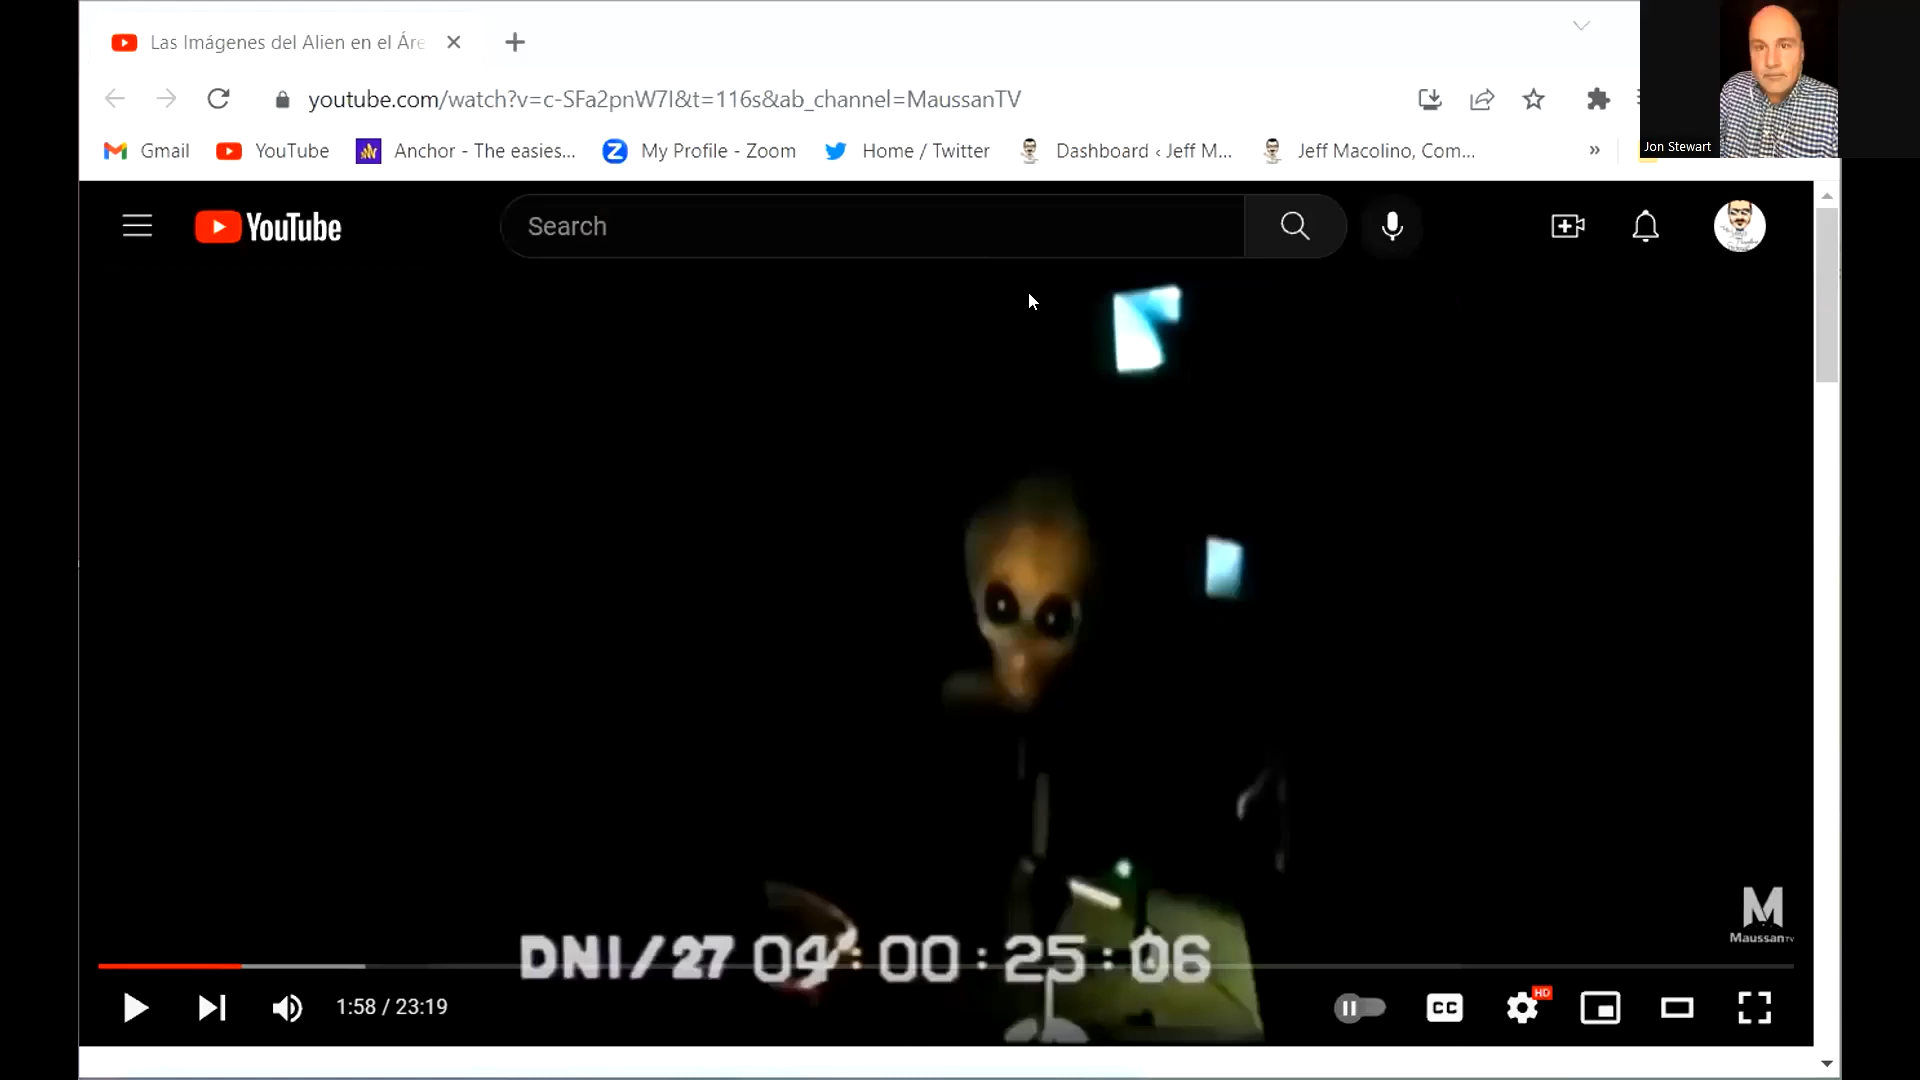 Las Imágenes del Alien en el Áre
youtube.com/watch?v=c-SFa2pnW7I&t=116s&ab_channel=MaussanTV
Gmail YouTube Anchor - The easies... My Profile - Zoom Home / Twitter Dashboard ‹ Jeff M... Jeff Macolino, Com... »
Jon Stewart
YouTube
Search
M
MaussanTV
DNI/27 04:00:25:06
1:58 / 23:19
CC
HD